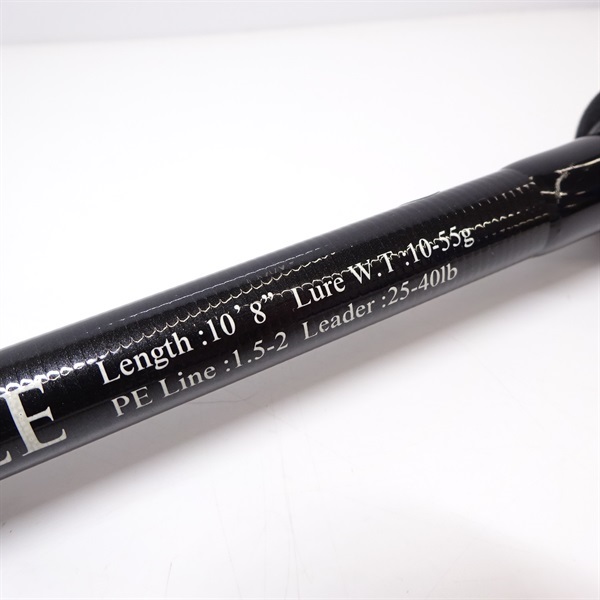 Length :10’ 8” Lure W.T :10-55g
PE Line :1.5-2 Leader :25-40lb